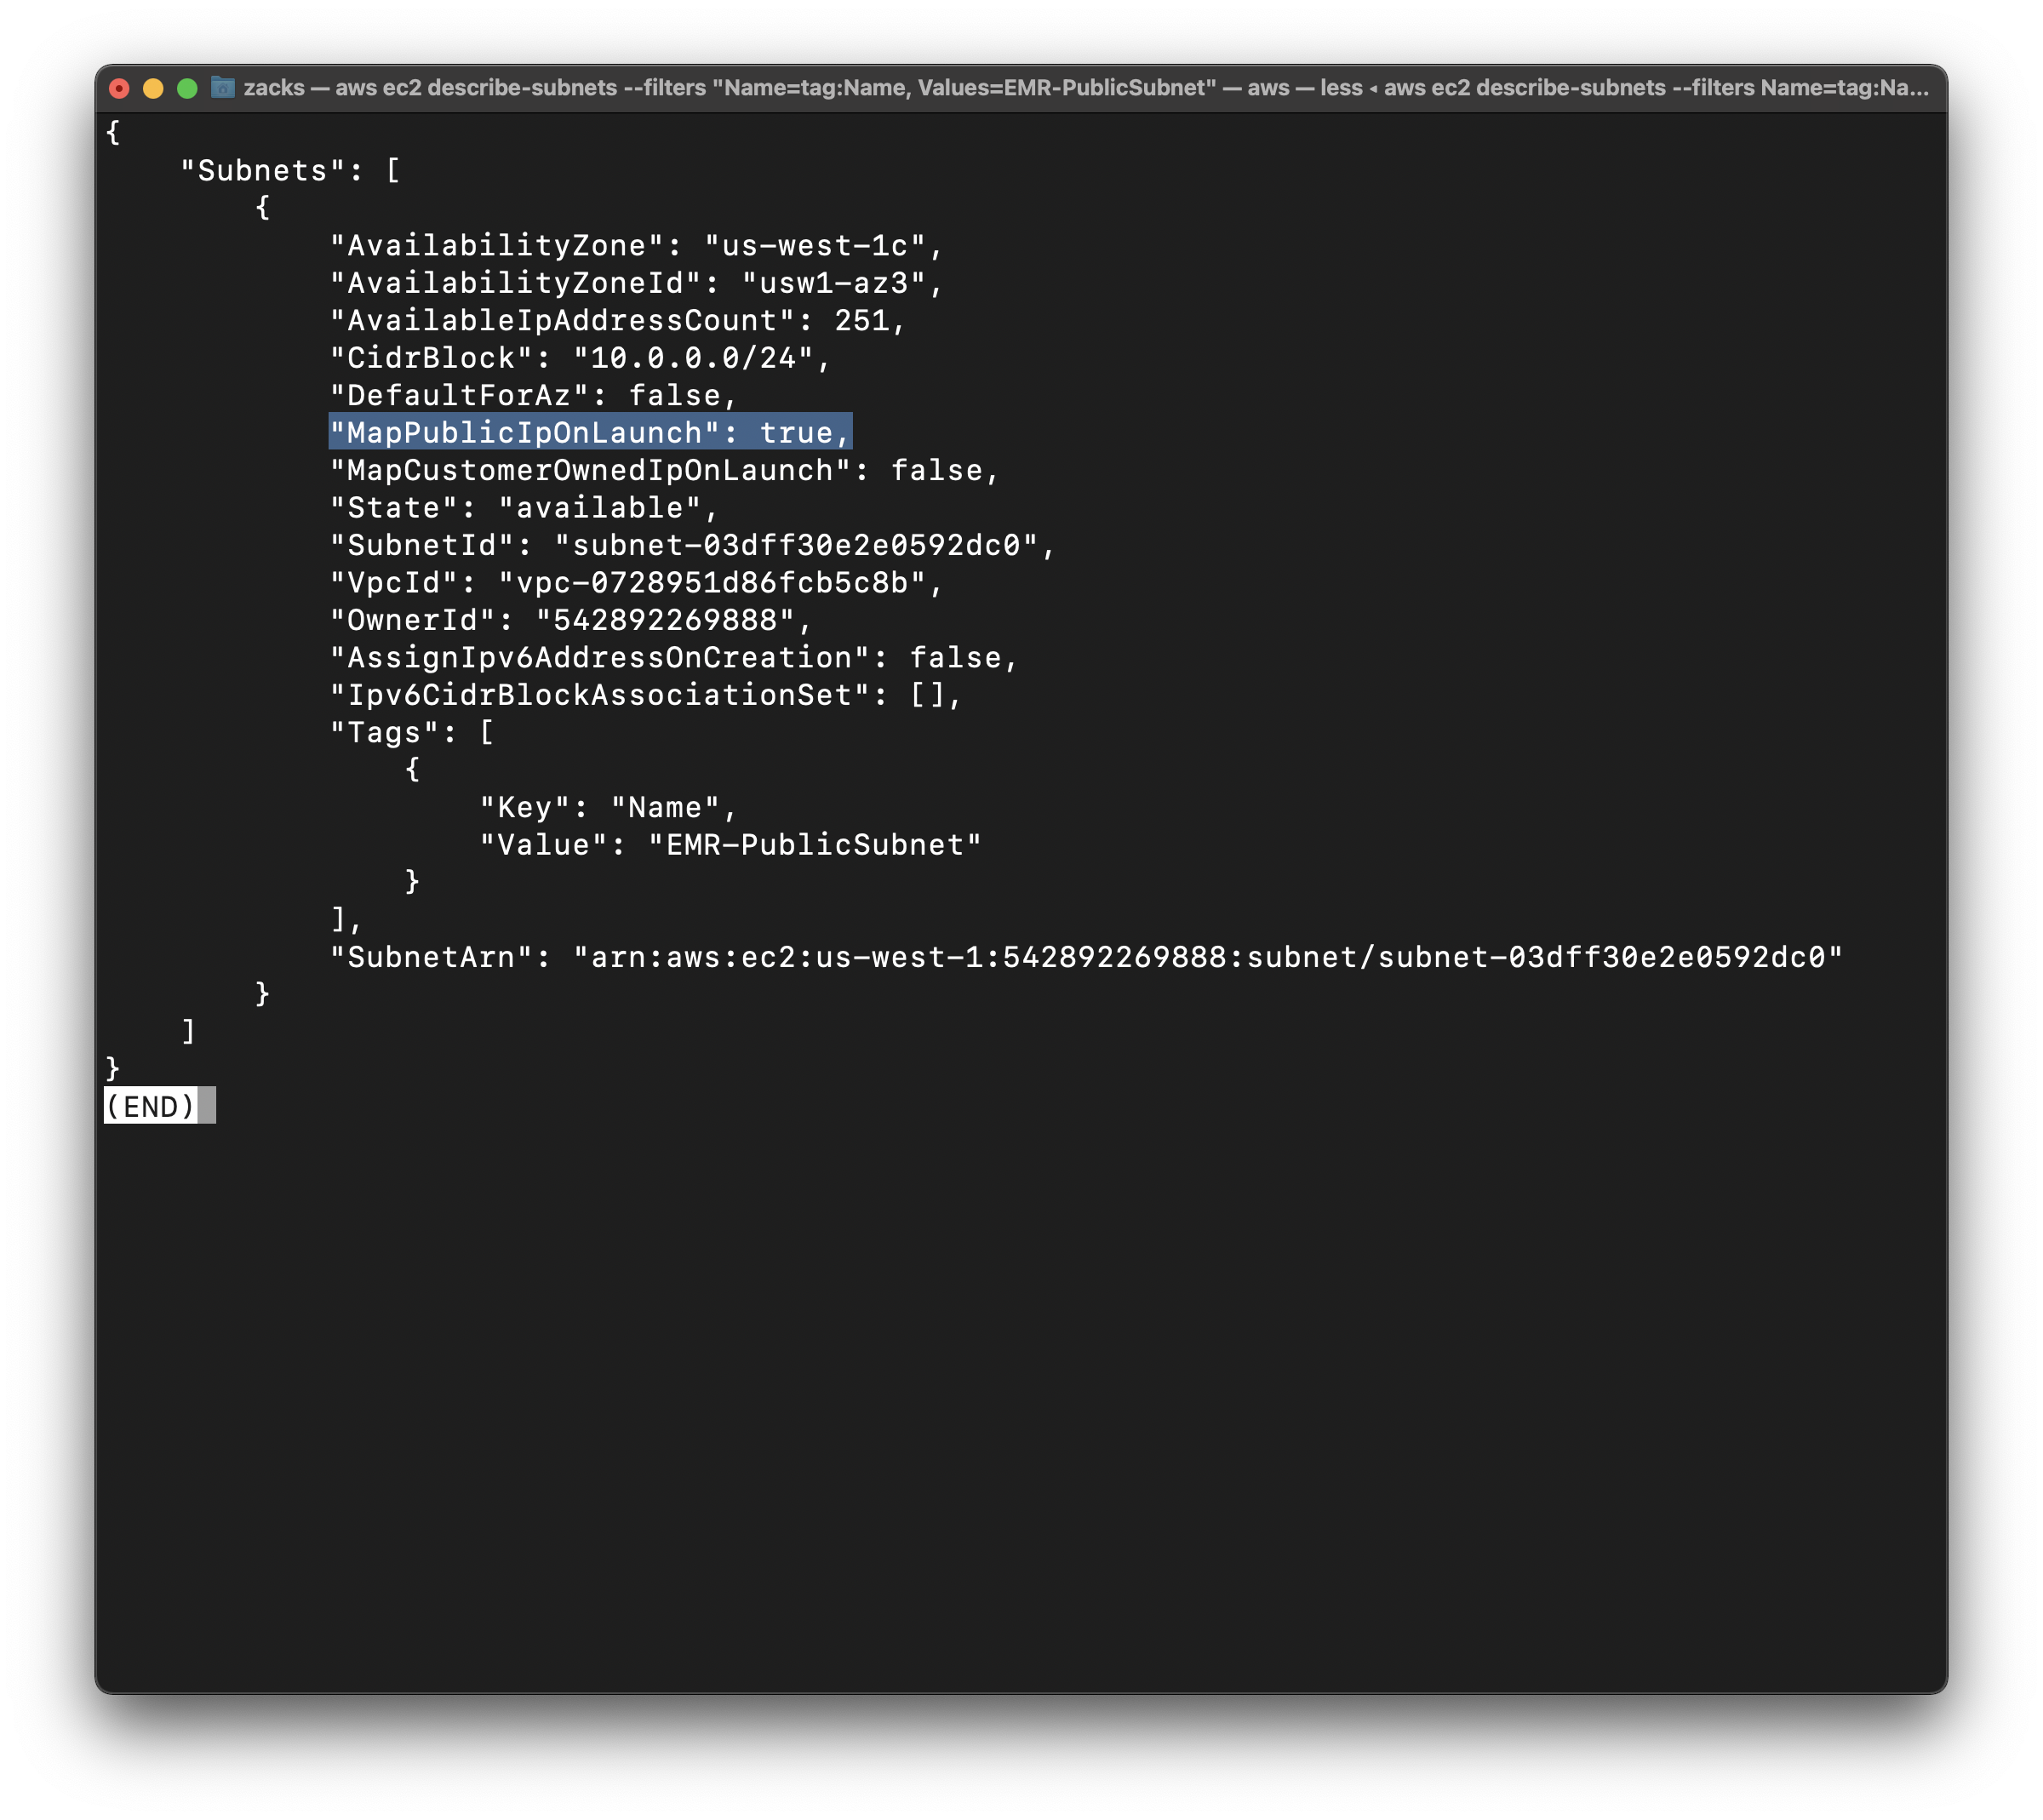 zacks — aws ec2 describe-subnets --filters "Name=tag:Name, Values=EMR-PublicSubnet" — aws — less ◂ aws ec2 describe-subnets --filters Name=tag:Na...
{
    "Subnets": [
        {
            "AvailabilityZone": "us-west-1c",
            "AvailabilityZoneId": "usw1-az3",
            "AvailableIpAddressCount": 251,
            "CidrBlock": "10.0.0.0/24",
            "DefaultForAz": false,
            "MapPublicIpOnLaunch": true,
            "MapCustomerOwnedIpOnLaunch": false,
            "State": "available",
            "SubnetId": "subnet-03dff30e2e0592dc0",
            "VpcId": "vpc-0728951d86fcb5c8b",
            "OwnerId": "542892269888",
            "AssignIpv6AddressOnCreation": false,
            "Ipv6CidrBlockAssociationSet": [],
            "Tags": [
                {
                    "Key": "Name",
                    "Value": "EMR-PublicSubnet"
                }
            ],
            "SubnetArn": "arn:aws:ec2:us-west-1:542892269888:subnet/subnet-03dff30e2e0592dc0"
        }
    ]
}
(END)